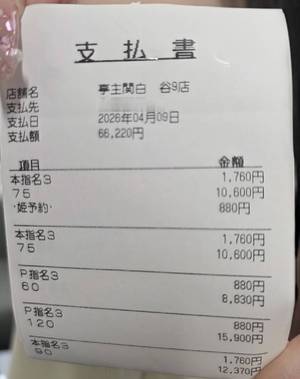 支払書
店舗名 亭主関白 谷9店
支払先
支払日 2026年04月09日
支払額 66,220円
項目 金額
本指名3 1,760円
75 10,600円
・姫予約・ 880円
本指名3 1,760円
75 10,600円
P指名3 880円
60 8,830円
P指名3 880円
120 15,900円
本指名3 1,760円
90 12,370円